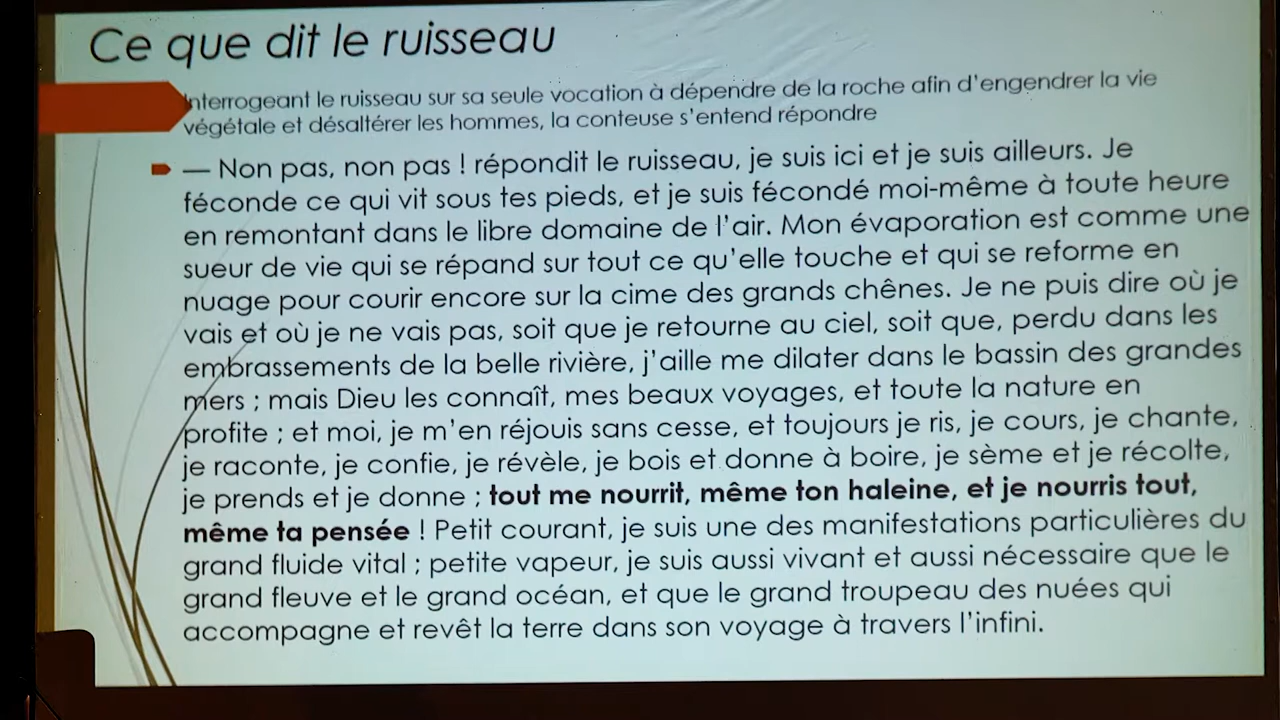 Ce que dit le ruisseau
Interrogeant le ruisseau sur sa seule vocation à dépendre de la roche afin d'engendrer la vie
végétale et désaltérer les hommes, la conteuse s'entend répondre
— Non pas, non pas ! répondit le ruisseau, je suis ici et je suis ailleurs. Je
féconde ce qui vit sous tes pieds, et je suis fécondé moi-même à toute heure
en remontant dans le libre domaine de l'air. Mon évaporation est comme une
sueur de vie qui se répand sur tout ce qu'elle touche et qui se reforme en
nuage pour courir encore sur la cime des grands chênes. Je ne puis dire où je
vais et où je ne vais pas, soit que je retourne au ciel, soit que, perdu dans les
embrassements de la belle rivière, j'aille me dilater dans le bassin des grandes
mers ; mais Dieu les connaît, mes beaux voyages, et toute la nature en
profite ; et moi, je m'en réjouis sans cesse, et toujours je ris, je cours, je chante,
je raconte, je confie, je révèle, je bois et donne à boire, je sème et je récolte,
je prends et je donne ; tout me nourrit, même ton haleine, et je nourris tout,
même ta pensée ! Petit courant, je suis une des manifestations particulières du
grand fluide vital ; petite vapeur, je suis aussi vivant et aussi nécessaire que le
grand fleuve et le grand océan, et que le grand troupeau des nuées qui
accompagne et revêt la terre dans son voyage à travers l'infini.